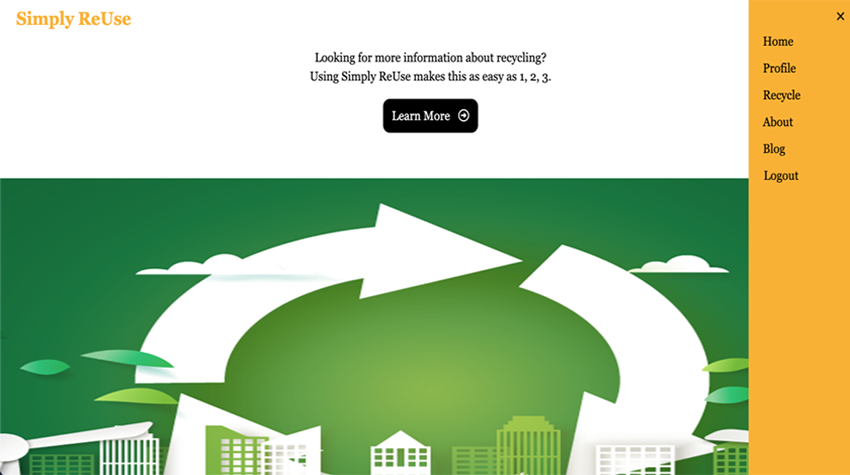 Simply ReUse
Looking for more information about recycling?
Using Simply ReUse makes this as easy as 1, 2, 3.
Learn More
Home
Profile
Recycle
About
Blog
Logout